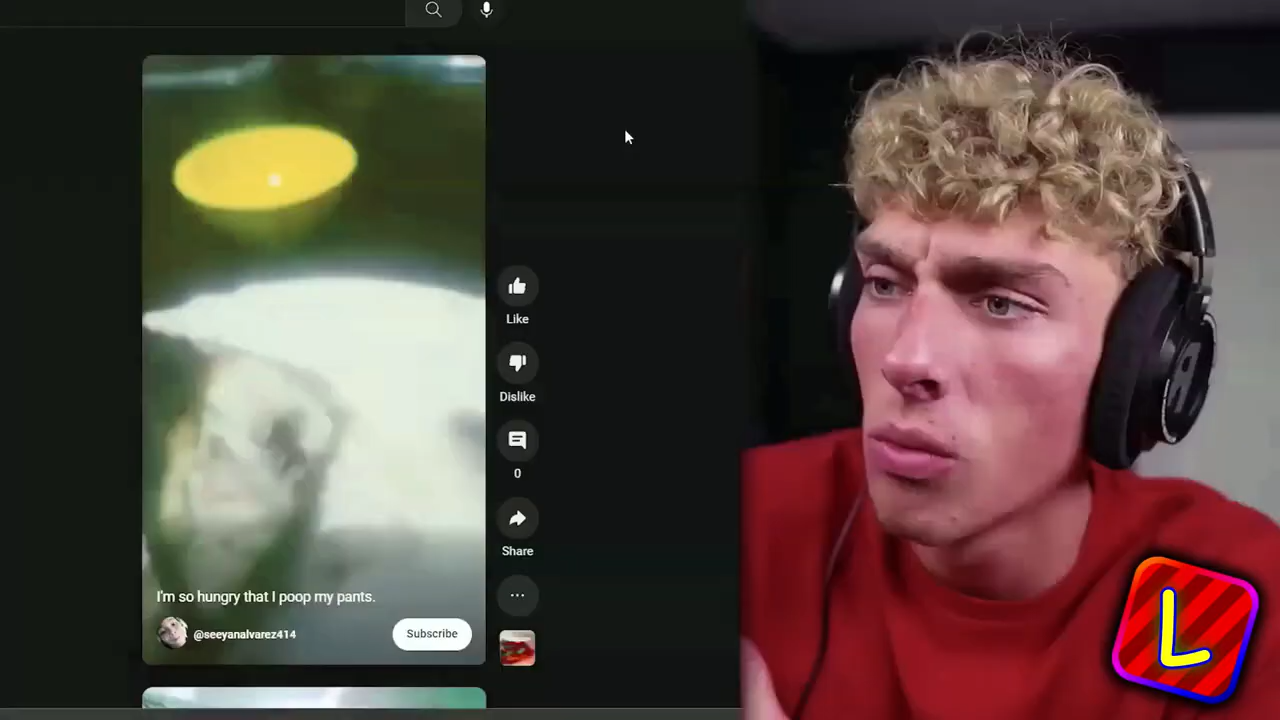 Like
Dislike
0
Share
I'm so hungry that I poop my pants.
@seeyanalvarez414
Subscribe
L